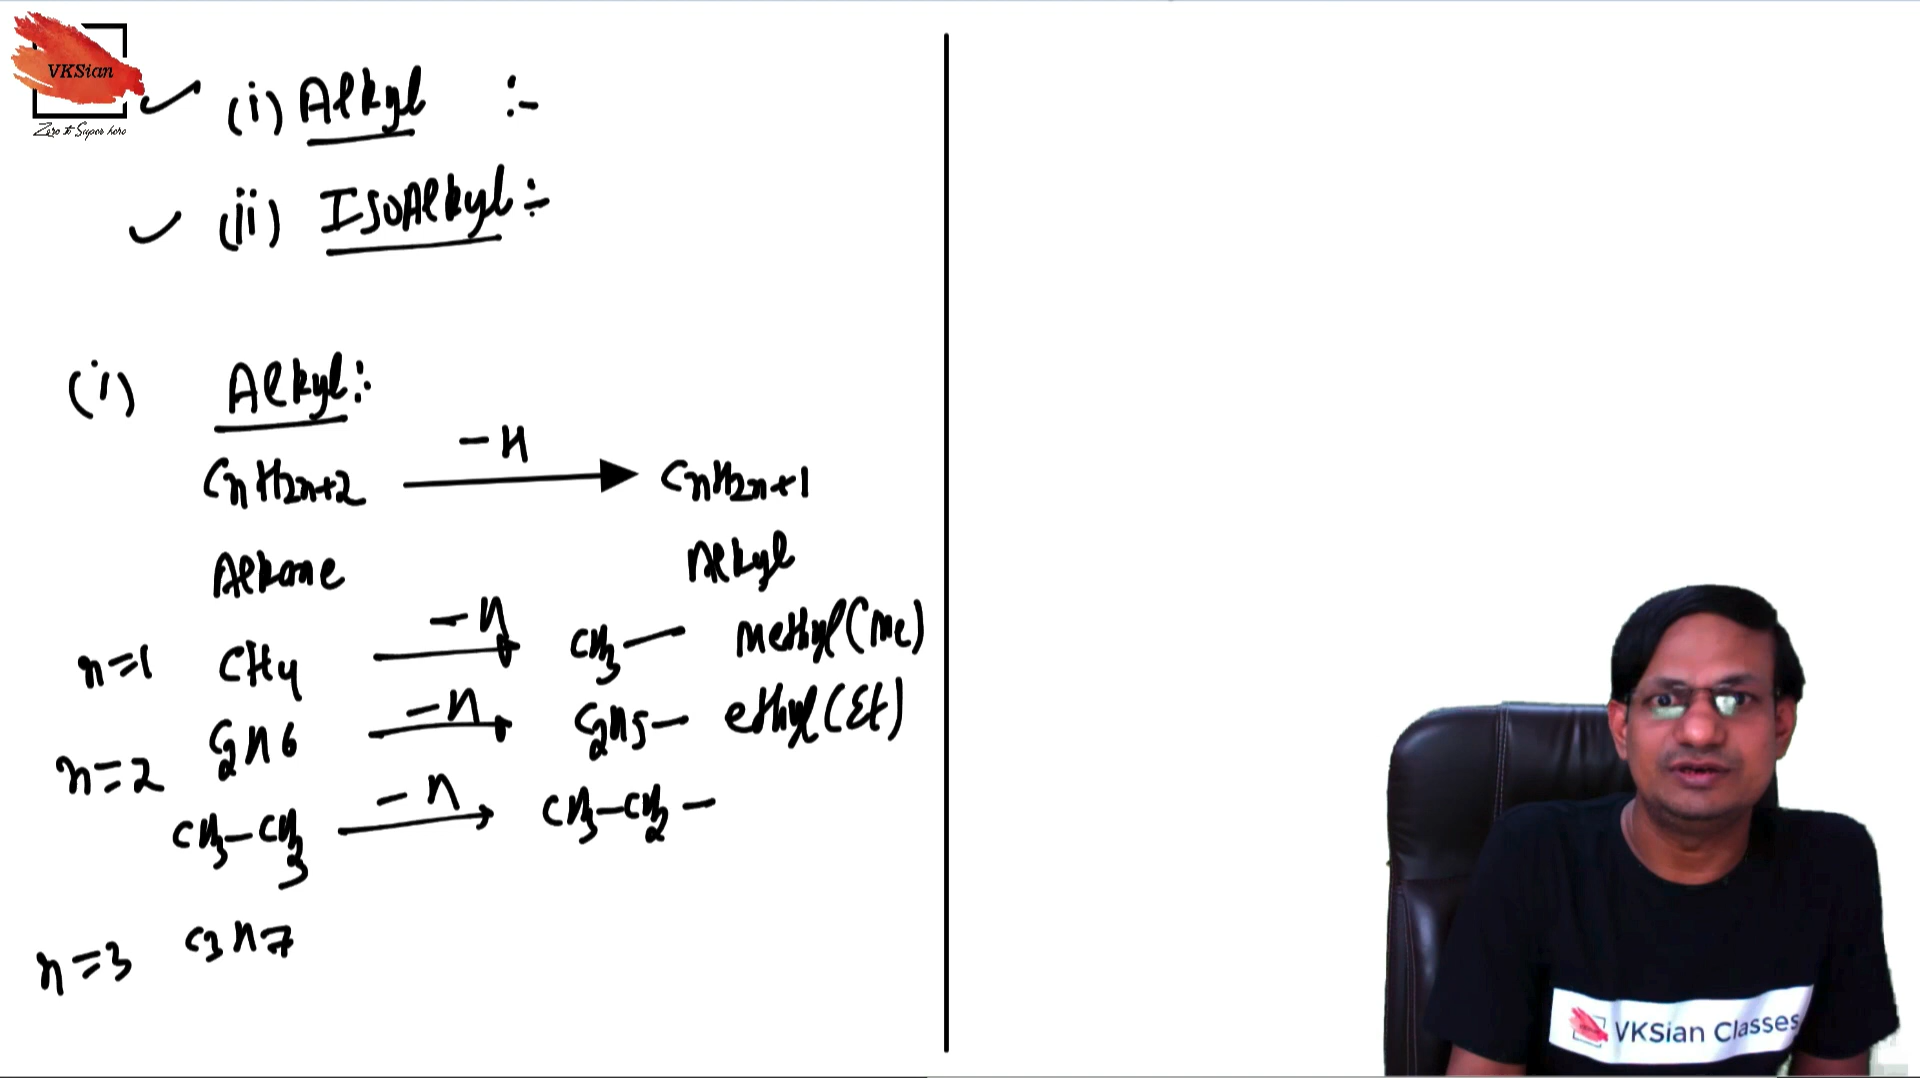 VKSian
Zero to Super hero
(i) Alkyl :-
(ii) IsoAlkyl :-
(i) Alkyl :-
CnH2n+2 -H CnH2n+1
Alkane Alkyl
n=1 CH4 -H CH3— methyl(Me)
n=2 C2H6 -H C2H5— ethyl(Et)
CH3—CH3 -H CH3—CH2—
n=3 C3H7
VKSian Classes